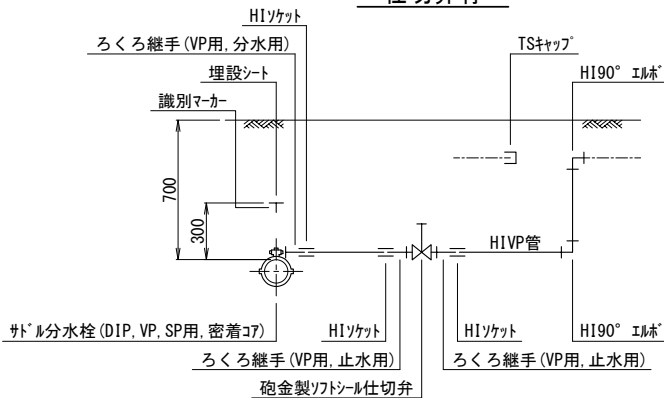 HIソケット
ろくろ継手(VP用,分水用)
TSキャップ
埋設シート
HI90° エルボ
識別マーカー
700
300
HIVP管
サドル分水栓(DIP,VP,SP用,密着コア)
HIソケット
HIソケット
HI90° エルボ
ろくろ継手(VP用,止水用)
ろくろ継手(VP用,止水用)
砲金製ソフトシール仕切弁